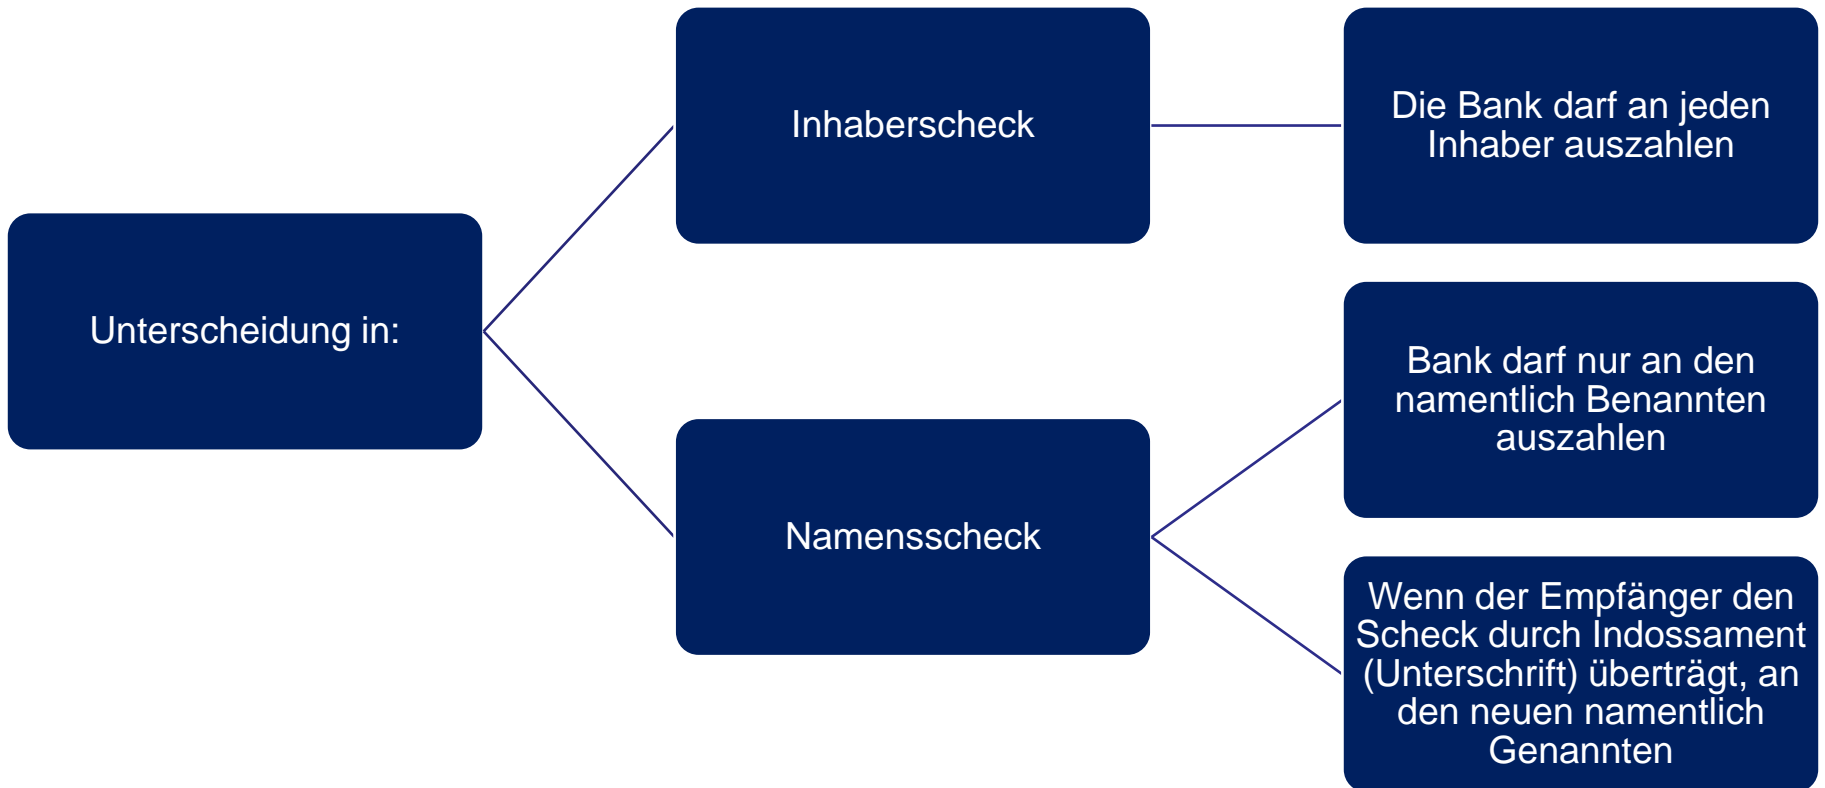 Unterscheidung in:
Inhaberscheck
Die Bank darf an jeden
Inhaber auszahlen
Namensscheck
Bank darf nur an den
namentlich Benannten
auszahlen
Wenn der Empfänger den
Scheck durch Indossament
(Unterschrift) überträgt, an
den neuen namentlich
Genannten